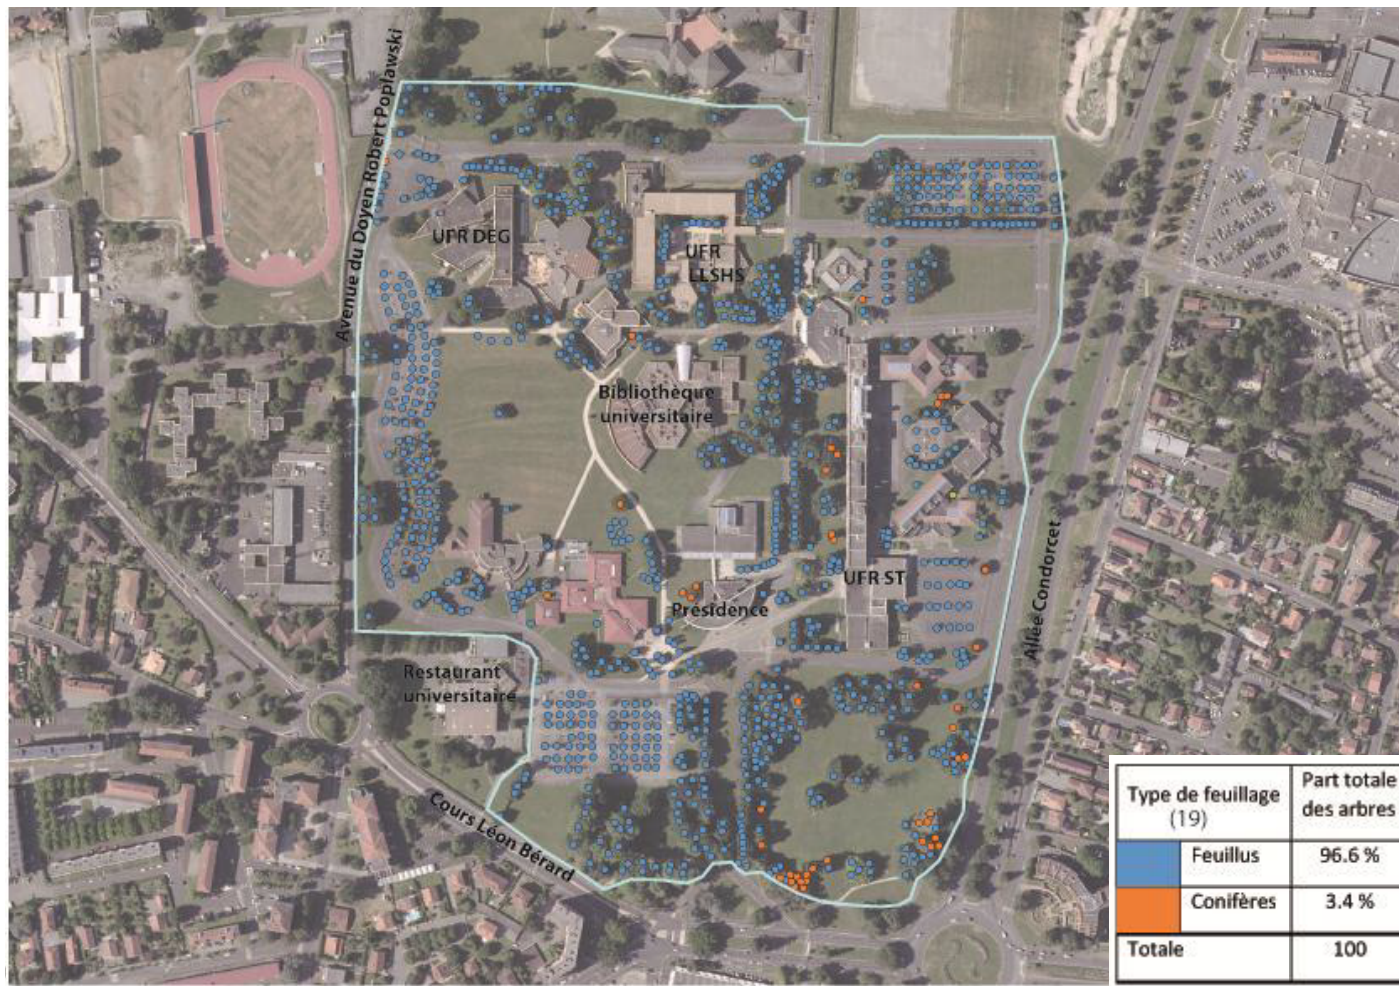 Avenue du Doyen Robert Poplawski
UFR DEG
UFR
LLSHS
Bibliothèque
universitaire
UFR ST
Présidence
Allée Condorcet
Restaurant
universitaire
Cours Léon Bérard
Type de feuillage
(19)
Part totale
des arbres
Feuillus
96.6 %
Conifères
3.4 %
Totale
100